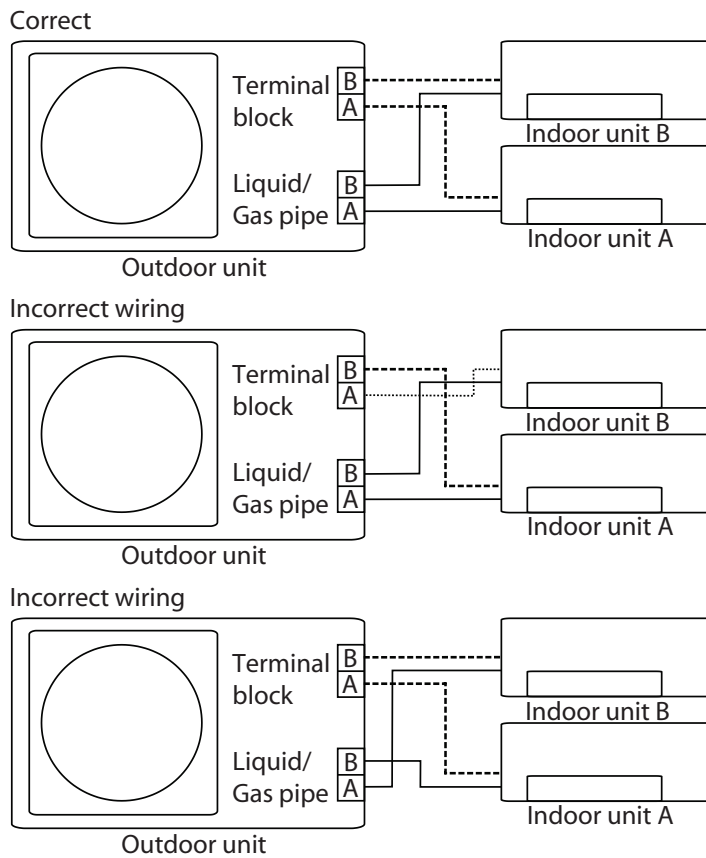 Correct
Terminal
block
B
A
Liquid/
Gas pipe
B
A
Outdoor unit
Indoor unit B
Indoor unit A
Incorrect wiring
Terminal
block
B
A
Liquid/
Gas pipe
B
A
Outdoor unit
Indoor unit B
Indoor unit A
Incorrect wiring
Terminal
block
B
A
Liquid/
Gas pipe
B
A
Outdoor unit
Indoor unit B
Indoor unit A